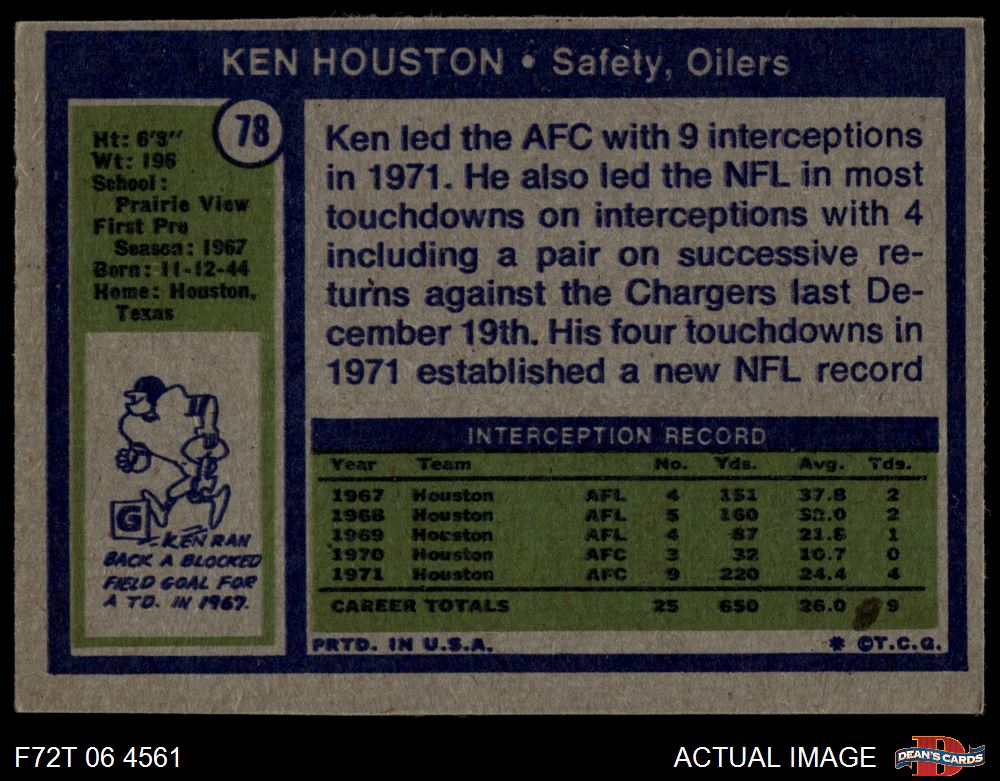 KEN HOUSTON • Safety, Oilers
78
Ht: 6'3"
Wt: 196
School:
Prairie View
First Pro
Season: 1967
Born: 11-12-44
Home: Houston,
Texas
Ken led the AFC with 9 interceptions
in 1971. He also led the NFL in most
touchdowns on interceptions with 4
including a pair on successive re-
turns against the Chargers last De-
cember 19th. His four touchdowns in
1971 established a new NFL record
G
KEN RAN
BACK A BLOCKED
FIELD GOAL FOR
A TD. IN 1967.
INTERCEPTION RECORD
Year Team No. Yds. Avg. Tds.
1967 Houston AFL 4 151 37.8 2
1968 Houston AFL 5 160 32.0 2
1969 Houston AFL 4 87 21.8 1
1970 Houston AFC 3 32 10.7 0
1971 Houston AFC 9 220 24.4 4
CAREER TOTALS 25 650 26.0 9
PRTD. IN U.S.A. * ©T.C.G.
F72T 06 4561 ACTUAL IMAGE
D
DEAN'S CARDS